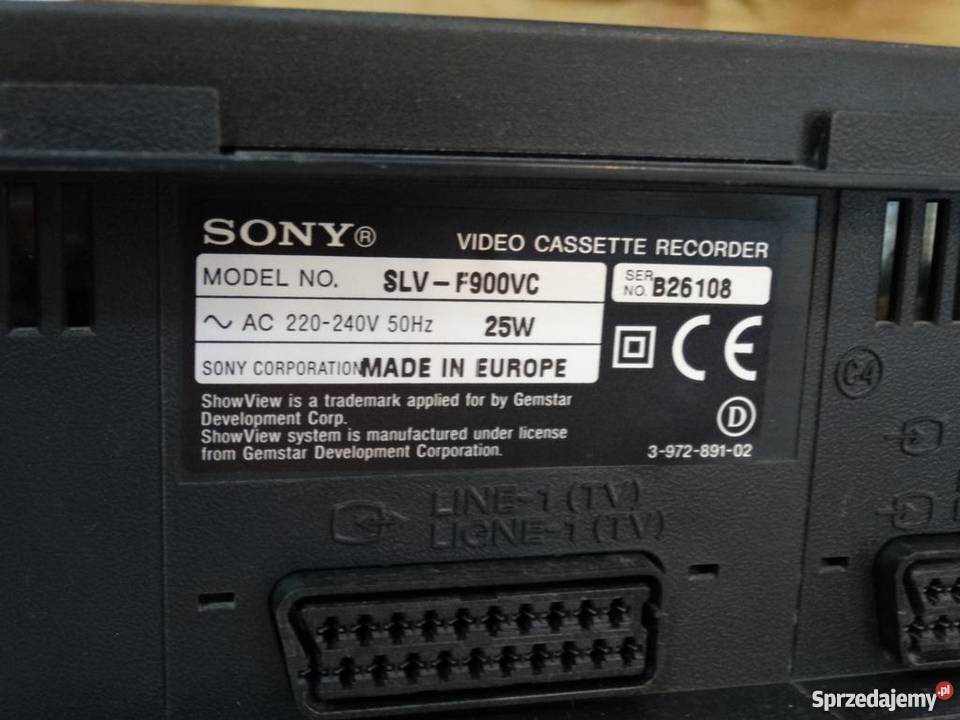 SONY®
VIDEO CASSETTE RECORDER
MODEL NO. SLV-F900VC
SER NO. B26108
~ AC 220-240V 50Hz 25W
SONY CORPORATION MADE IN EUROPE
CE
ShowView is a trademark applied for by Gemstar
Development Corp.
ShowView system is manufactured under license
from Gemstar Development Corporation.
D
3-972-891-02
C4
LINE-1 (TV)
LIGNE-1 (TV)
Sprzedajemy.pl